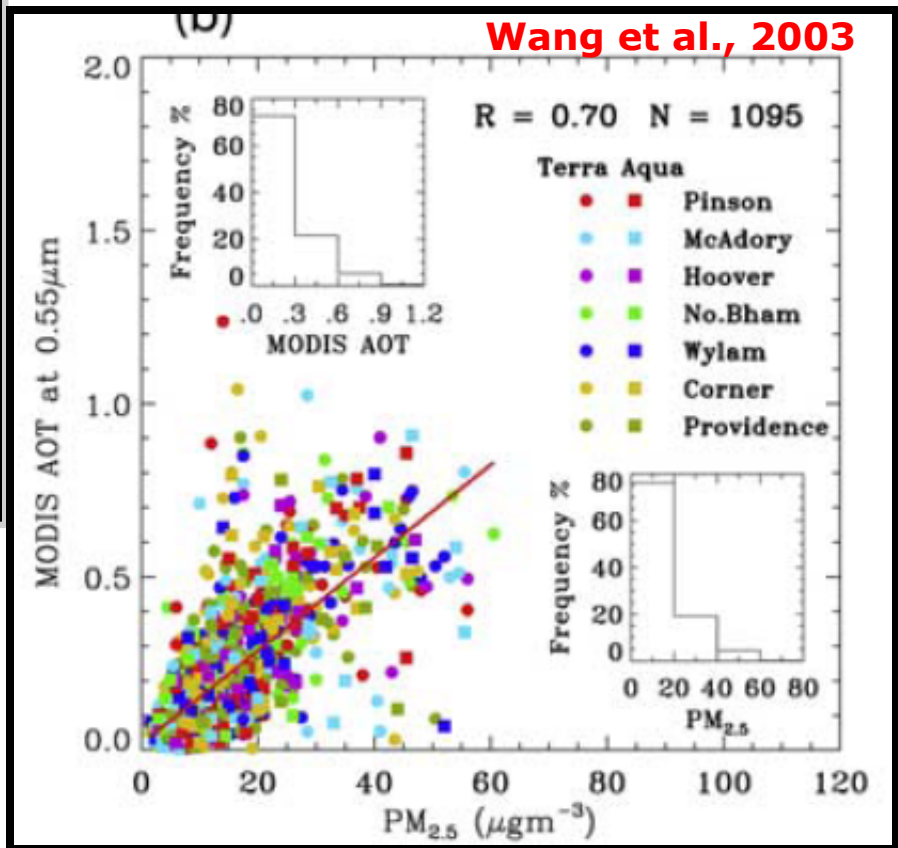 (b)
Wang et al., 2003
R = 0.70 N = 1095
Terra Aqua
Pinson
McAdory
Hoover
No.Bham
Wylam
Corner
Providence
MODIS AOT at 0.55μm
2.0
1.5
1.0
0.5
0.0
0 20 40 60 80 100 120
PM2.5 (μgm-3)
Frequency %
80
60
40
20
0
.0 .3 .6 .9 1.2
MODIS AOT
Frequency %
80
60
40
20
0
0 20 40 60 80
PM2.5